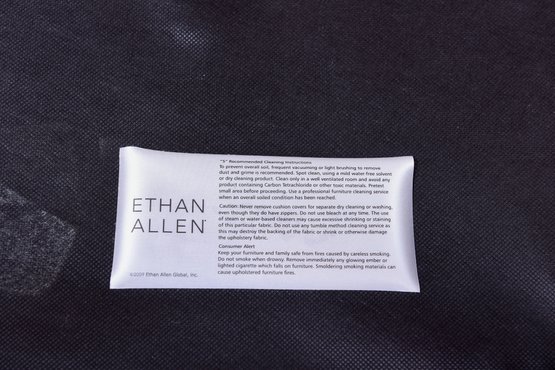 "S" Recommended Cleaning Instructions
To prevent overall soil, frequent vacuuming or light brushing to remove
dust and grime is recommended. Spot clean, using a mild water free solvent
or dry cleaning product. Clean only in a well ventilated room and avoid any
product containing Carbon Tetrachloride or other toxic materials. Pretest
small area before proceeding. Use a professional furniture cleaning service
when an overall soiled condition has been reached.
Caution: Never remove cushion covers for separate dry cleaning or washing,
even though they do have zippers. Do not use bleach at any time. The use
of steam or water-based cleaners may cause excessive shrinking or staining
of this particular fabric. Do not use any tumble method cleaning service as
this may destroy the backing of the fabric or shrink or otherwise damage
the upholstery fabric.
Consumer Alert
Keep your furniture and family safe from fires caused by careless smoking.
Do not smoke when drowsy. Remove immediately any glowing ember or
lighted cigarette which falls on furniture. Smoldering smoking materials can
cause upholstered furniture fires.
ETHAN
ALLEN
©2009 Ethan Allen Global, Inc.